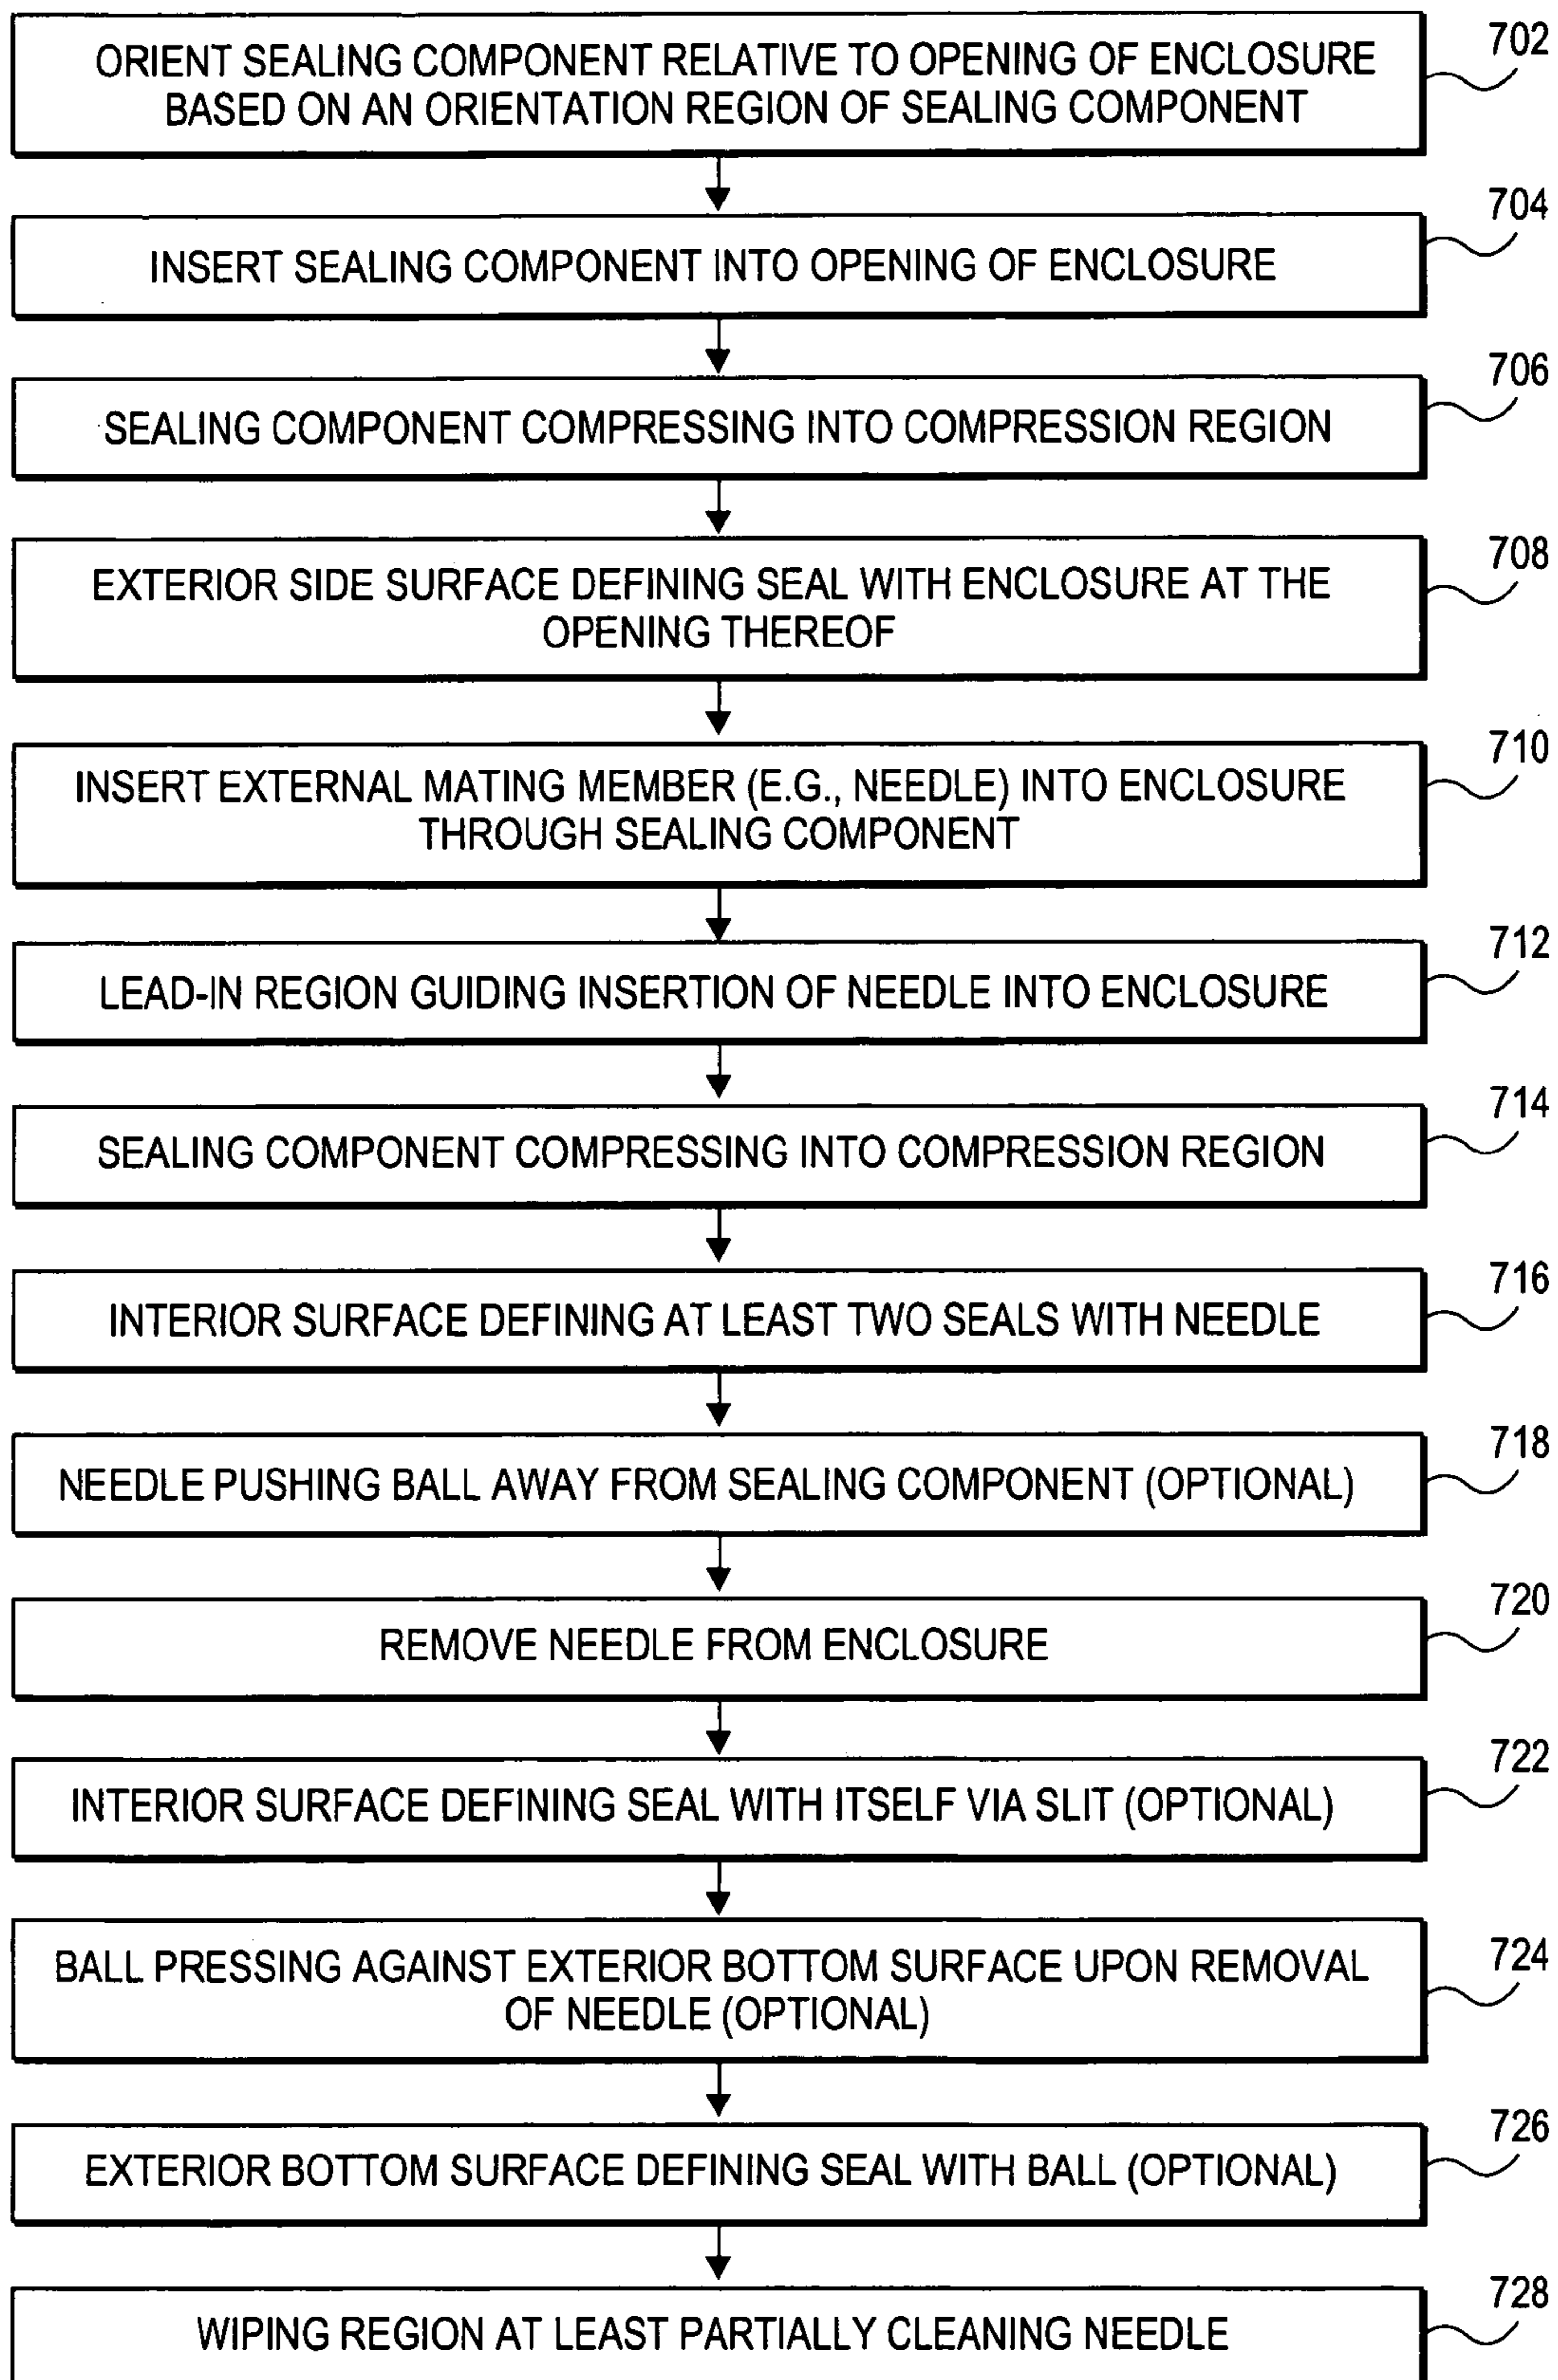 ORIENT SEALING COMPONENT RELATIVE TO OPENING OF ENCLOSURE
BASED ON AN ORIENTATION REGION OF SEALING COMPONENT
702
INSERT SEALING COMPONENT INTO OPENING OF ENCLOSURE
704
SEALING COMPONENT COMPRESSING INTO COMPRESSION REGION
706
EXTERIOR SIDE SURFACE DEFINING SEAL WITH ENCLOSURE AT THE
OPENING THEREOF
708
INSERT EXTERNAL MATING MEMBER (E.G., NEEDLE) INTO ENCLOSURE
THROUGH SEALING COMPONENT
710
LEAD-IN REGION GUIDING INSERTION OF NEEDLE INTO ENCLOSURE
712
SEALING COMPONENT COMPRESSING INTO COMPRESSION REGION
714
INTERIOR SURFACE DEFINING AT LEAST TWO SEALS WITH NEEDLE
716
NEEDLE PUSHING BALL AWAY FROM SEALING COMPONENT (OPTIONAL)
718
REMOVE NEEDLE FROM ENCLOSURE
720
INTERIOR SURFACE DEFINING SEAL WITH ITSELF VIA SLIT (OPTIONAL)
722
BALL PRESSING AGAINST EXTERIOR BOTTOM SURFACE UPON REMOVAL
OF NEEDLE (OPTIONAL)
724
EXTERIOR BOTTOM SURFACE DEFINING SEAL WITH BALL (OPTIONAL)
726
WIPING REGION AT LEAST PARTIALLY CLEANING NEEDLE
728